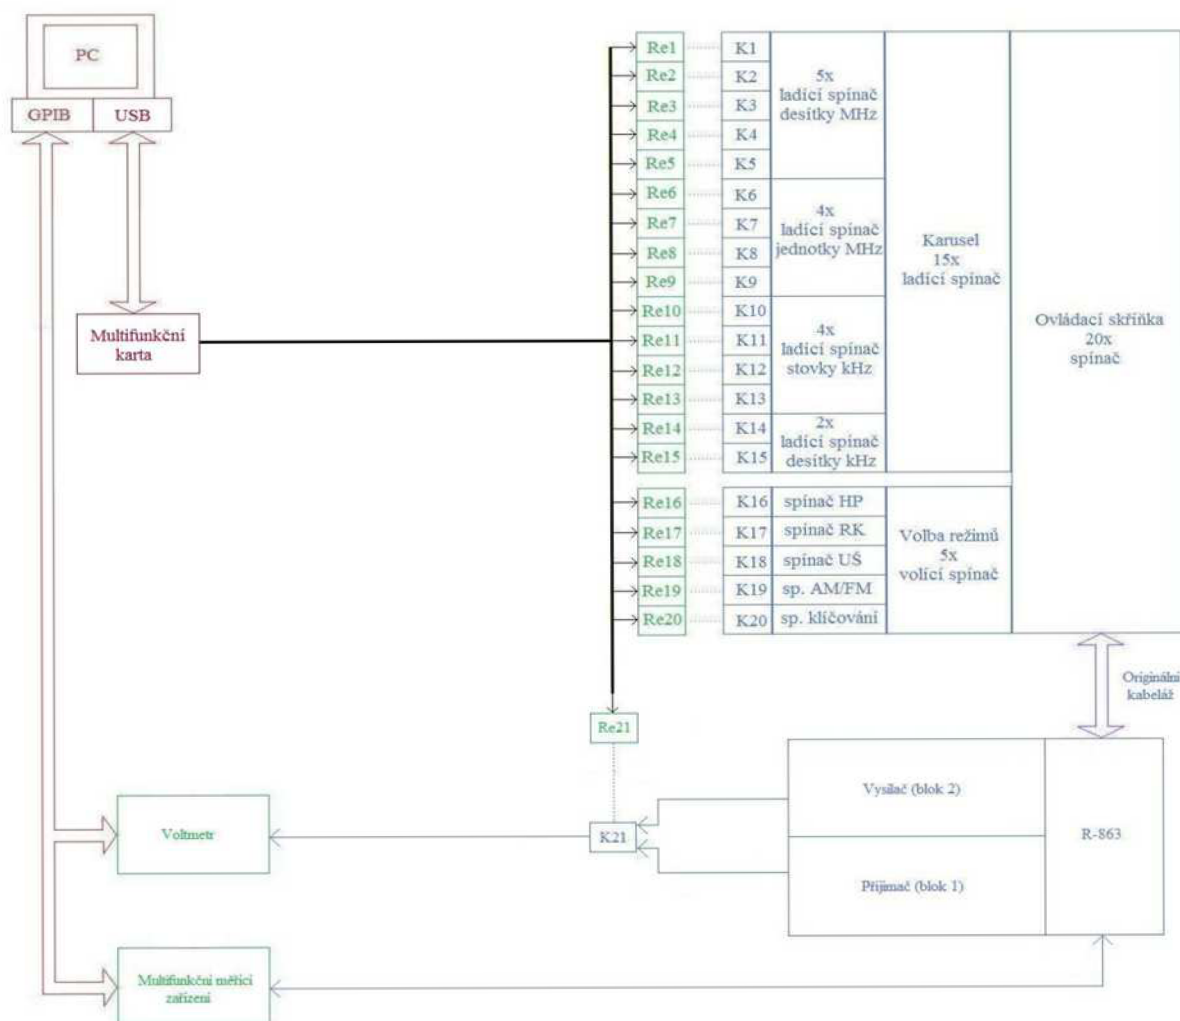 PC
GPIB
USB
Multifunkční
karta
Re1
Re2
Re3
Re4
Re5
Re6
Re7
Re8
Re9
Re10
Re11
Re12
Re13
Re14
Re15
Re16
Re17
Re18
Re19
Re20
K1
K2
K3
K4
K5
K6
K7
K8
K9
K10
K11
K12
K13
K14
K15
K16
K17
K18
K19
K20
5x
ladící spínač
desítky MHz
4x
ladící spínač
jednotky MHz
4x
ladící spínač
stovky kHz
2x
ladící spínač
desítky kHz
spínač HP
spínač RK
spínač UŠ
sp. AM/FM
sp. klíčování
Karusel
15x
ladící spínač
Volba režimů
5x
volící spínač
Ovládací skříňka
20x
spínač
Originální
kabeláž
Re21
K21
Vysílač (blok 2)
Přijímač (blok 1)
R-863
Voltmetr
Multifunkční měřící
zařízení